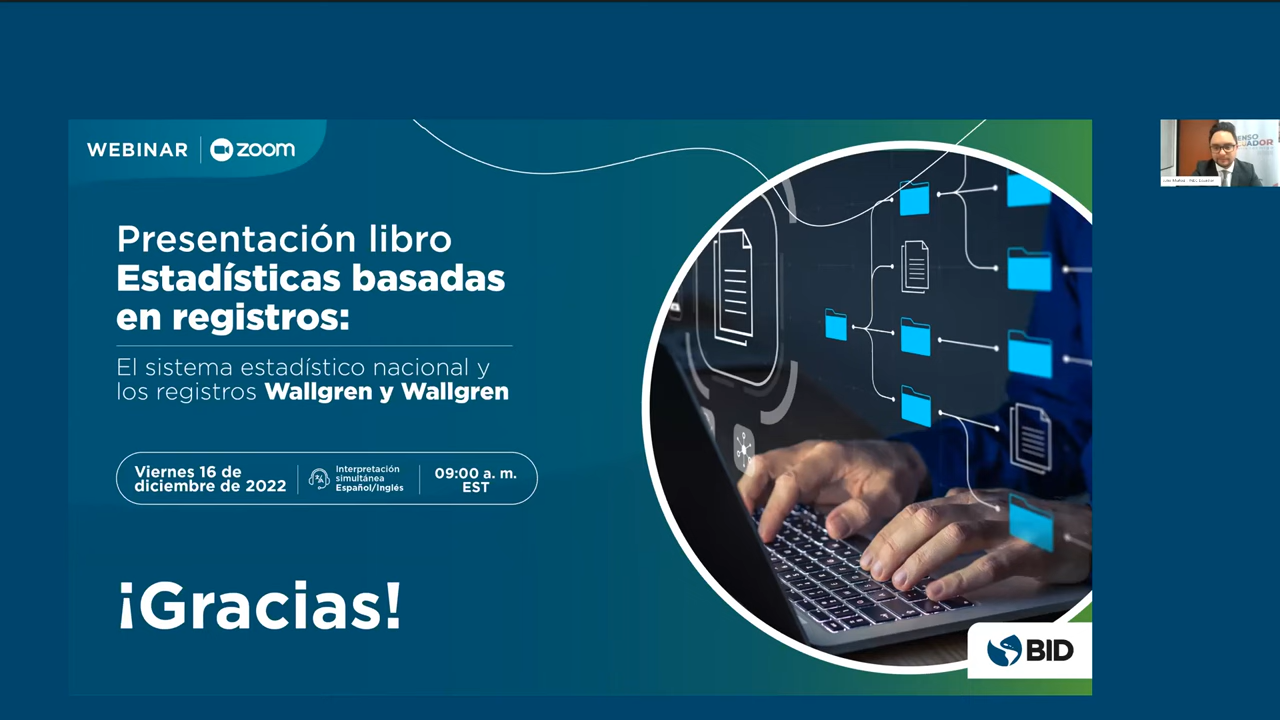 WEBINAR
zoom
Presentación libro
Estadísticas basadas
en registros:
El sistema estadístico nacional y
los registros Wallgren y Wallgren
Viernes 16 de
diciembre de 2022
Interpretación
simultánea
Español/Inglés
09:00 a. m.
EST
¡Gracias!
BID